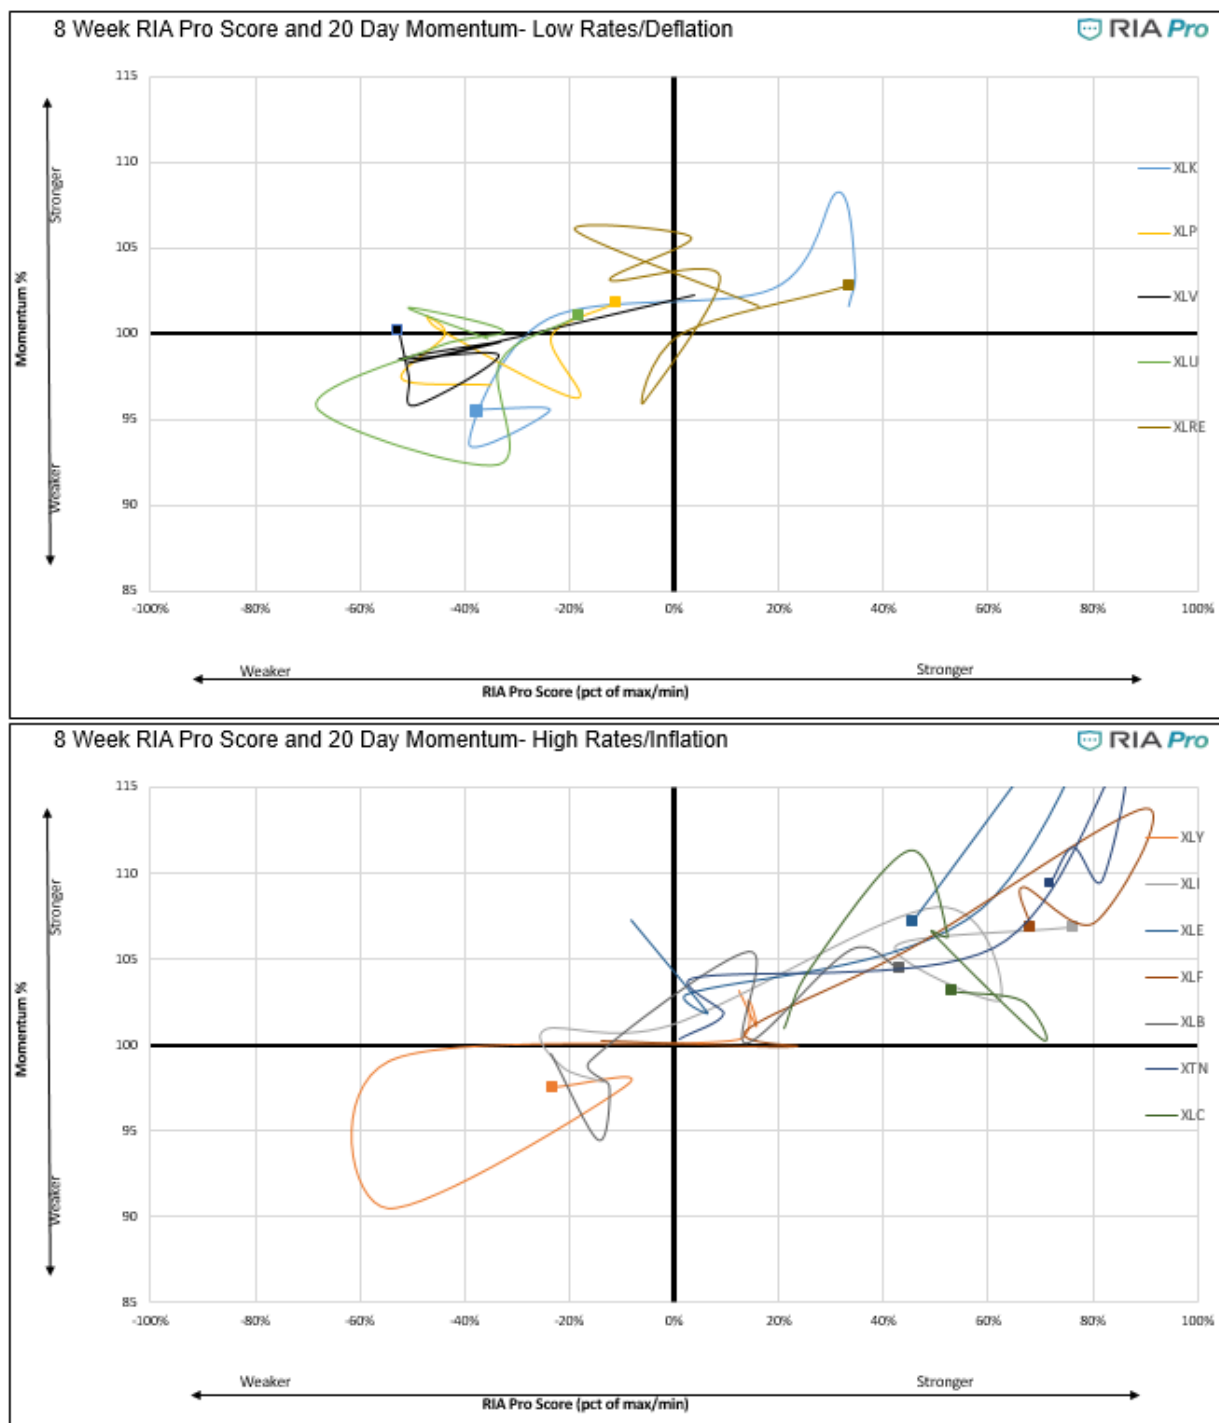 8 Week RIA Pro Score and 20 Day Momentum- Low Rates/Deflation
RIA Pro
115
110
105
100
95
90
85
Stronger
Momentum %
Weaker
XLK
XLP
XLV
XLU
XLRE
-100%
-80%
-60%
-40%
-20%
0%
20%
40%
60%
80%
100%
Weaker
Stronger
RIA Pro Score (pct of max/min)
8 Week RIA Pro Score and 20 Day Momentum- High Rates/Inflation
RIA Pro
115
110
105
100
95
90
85
Stronger
Momentum %
Weaker
XLY
XLI
XLE
XLF
XLB
XTN
XLC
-100%
-80%
-60%
-40%
-20%
0%
20%
40%
60%
80%
100%
Weaker
Stronger
RIA Pro Score (pct of max/min)